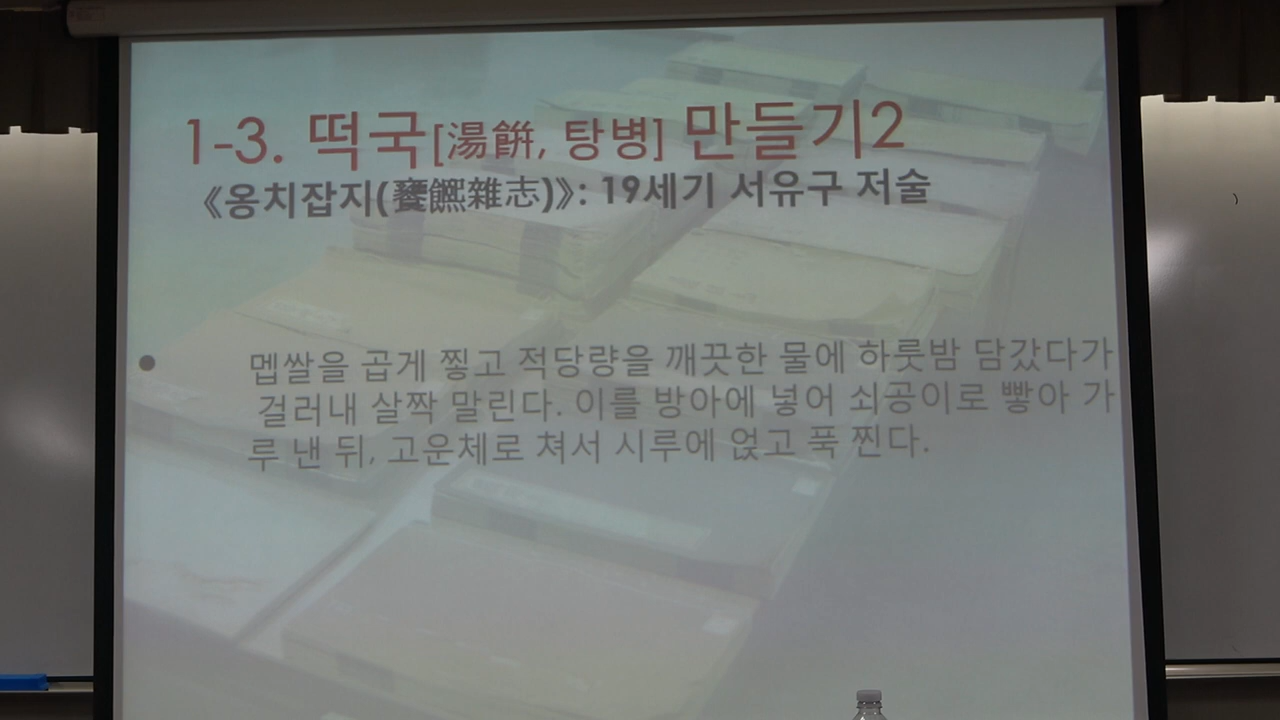 1-3. 떡국[湯餠, 탕병] 만들기2
《옹치잡지(饔饎雜志)》: 19세기 서유구 저술
● 멥쌀을 곱게 찧고 적당량을 깨끗한 물에 하룻밤 담갔다가
걸러내 살짝 말린다. 이를 방아에 넣어 쇠공이로 빻아 가
루 낸 뒤, 고운체로 쳐서 시루에 얹고 푹 찐다.